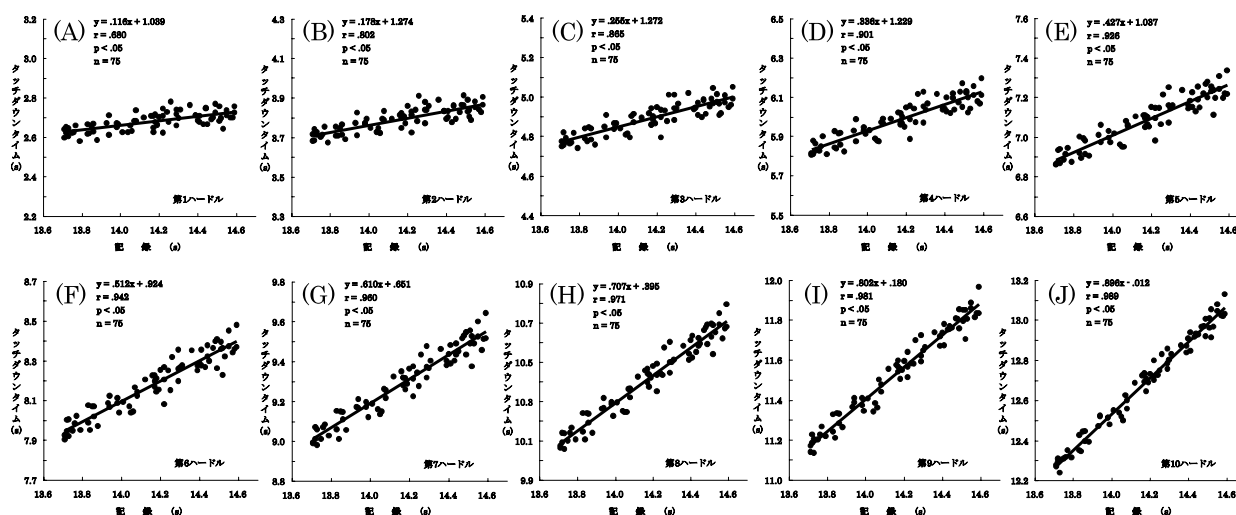 (A)
y = .116x + 1.039
r = .680
p < .05
n = 75
タッチダウンタイム (s)
3.2
3.0
2.8
2.6
2.4
2.2
第1ハードル
13.6 14.0 14.2 14.4 14.6
記 録 (s)
(B)
y = .178x + 1.274
r = .802
p < .05
n = 75
タッチダウンタイム (s)
4.3
4.1
3.9
3.7
3.5
3.3
第2ハードル
13.6 14.0 14.2 14.4 14.6
記 録 (s)
(C)
y = .255x + 1.272
r = .865
p < .05
n = 75
タッチダウンタイム (s)
5.4
5.2
5.0
4.8
4.6
4.4
第3ハードル
13.6 14.0 14.2 14.4 14.6
記 録 (s)
(D)
y = .336x + 1.229
r = .901
p < .05
n = 75
タッチダウンタイム (s)
6.5
6.3
6.1
5.9
5.7
5.5
第4ハードル
13.6 14.0 14.2 14.4 14.6
記 録 (s)
(E)
y = .427x + 1.037
r = .926
p < .05
n = 75
タッチダウンタイム (s)
7.6
7.4
7.2
7.0
6.8
6.6
第5ハードル
13.6 14.0 14.2 14.4 14.6
記 録 (s)
(F)
y = .512x + .924
r = .942
p < .05
n = 75
タッチダウンタイム (s)
8.7
8.5
8.3
8.1
7.9
7.7
第6ハードル
13.6 14.0 14.2 14.4 14.6
記 録 (s)
(G)
y = .610x + .651
r = .960
p < .05
n = 75
タッチダウンタイム (s)
9.8
9.6
9.4
9.2
9.0
8.8
第7ハードル
13.6 14.0 14.2 14.4 14.6
記 録 (s)
(H)
y = .707x + .395
r = .971
p < .05
n = 75
タッチダウンタイム (s)
10.9
10.7
10.5
10.3
10.1
9.9
第8ハードル
13.6 14.0 14.2 14.4 14.6
記 録 (s)
(I)
y = .802x + .180
r = .981
p < .05
n = 75
タッチダウンタイム (s)
12.0
11.8
11.6
11.4
11.2
11.0
第9ハードル
13.6 14.0 14.2 14.4 14.6
記 録 (s)
(J)
y = .896x - .012
r = .989
p < .05
n = 75
タッチダウンタイム (s)
13.2
13.0
12.8
12.6
12.4
12.2
第10ハードル
13.6 14.0 14.2 14.4 14.6
記 録 (s)